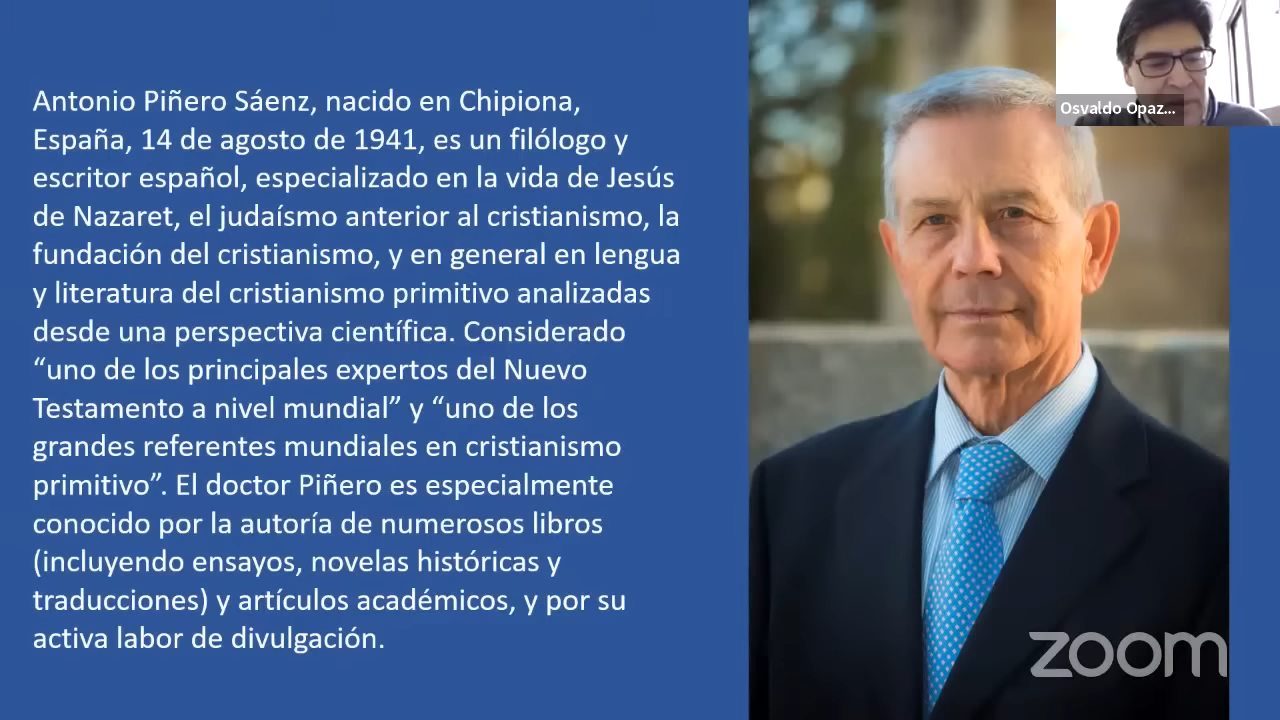 Antonio Piñero Sáenz, nacido en Chipiona,
España, 14 de agosto de 1941, es un filólogo y
escritor español, especializado en la vida de Jesús
de Nazaret, el judaísmo anterior al cristianismo, la
fundación del cristianismo, y en general en lengua
y literatura del cristianismo primitivo analizadas
desde una perspectiva científica. Considerado
“uno de los principales expertos del Nuevo
Testamento a nivel mundial” y “uno de los
grandes referentes mundiales en cristianismo
primitivo”. El doctor Piñero es especialmente
conocido por la autoría de numerosos libros
(incluyendo ensayos, novelas históricas y
traducciones) y artículos académicos, y por su
activa labor de divulgación.
Osvaldo Opaz...
zoom